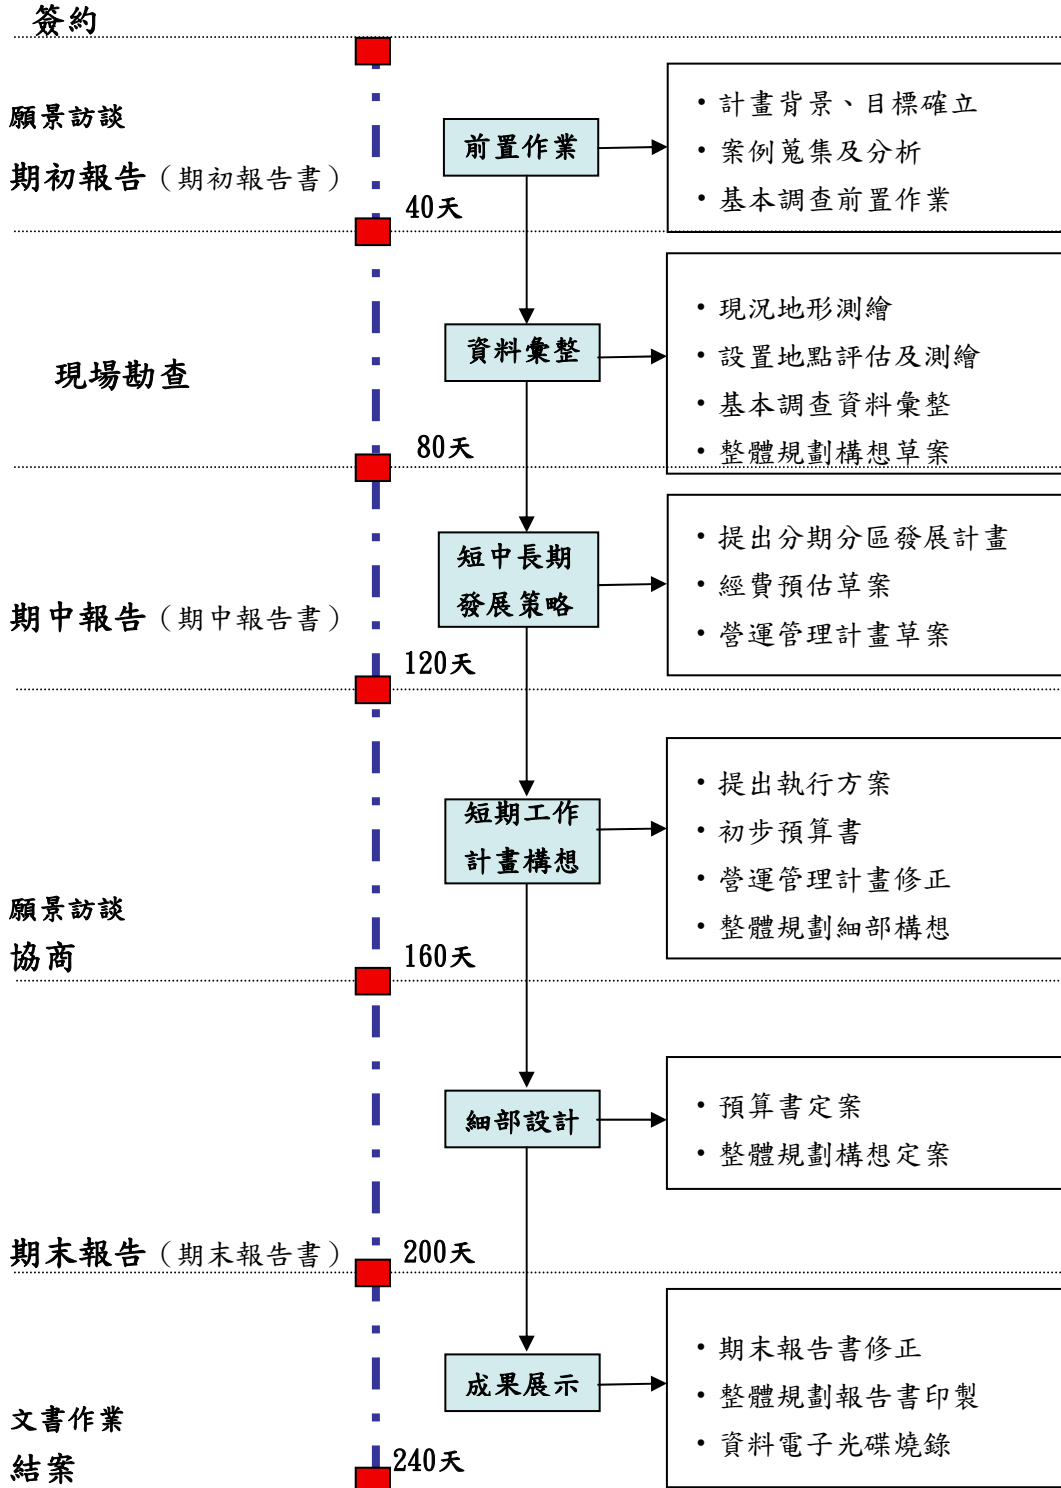 簽約
願景訪談
期初報告（期初報告書）
40天
前置作業
• 計畫背景、目標確立
• 案例蒐集及分析
• 基本調查前置作業
現場勘查
80天
資料彙整
• 現況地形測繪
• 設置地點評估及測繪
• 基本調查資料彙整
• 整體規劃構想草案
期中報告（期中報告書）
120天
短中長期
發展策略
• 提出分期分區發展計畫
• 經費預估草案
• 營運管理計畫草案
願景訪談
協商
160天
短期工作
計畫構想
• 提出執行方案
• 初步預算書
• 營運管理計畫修正
• 整體規劃細部構想
期末報告（期末報告書）
200天
細部設計
• 預算書定案
• 整體規劃構想定案
文書作業
結案
240天
成果展示
• 期末報告書修正
• 整體規劃報告書印製
• 資料電子光碟燒錄